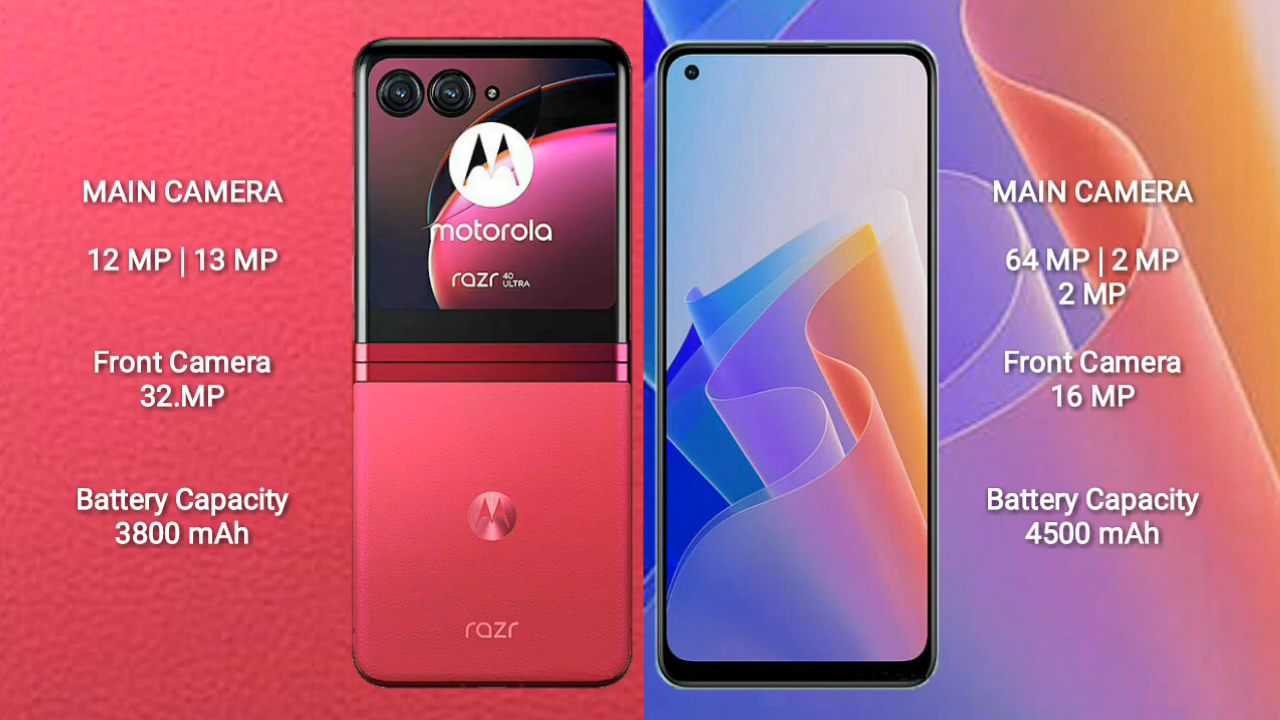 MAIN CAMERA
12 MP | 13 MP
Front Camera
32.MP
Battery Capacity
3800 mAh
motorola
razr 40 ULTRA
razr
MAIN CAMERA
64 MP | 2 MP
2 MP
Front Camera
16 MP
Battery Capacity
4500 mAh